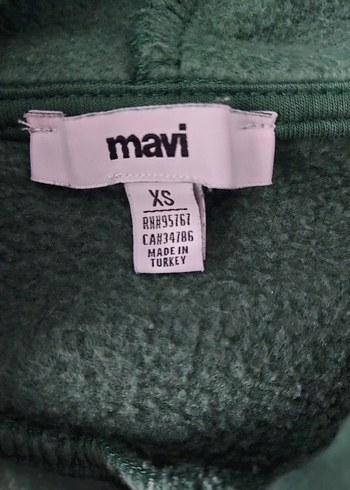 mavi
XS
RN#95767
CA#34786
MADE IN
TURKEY